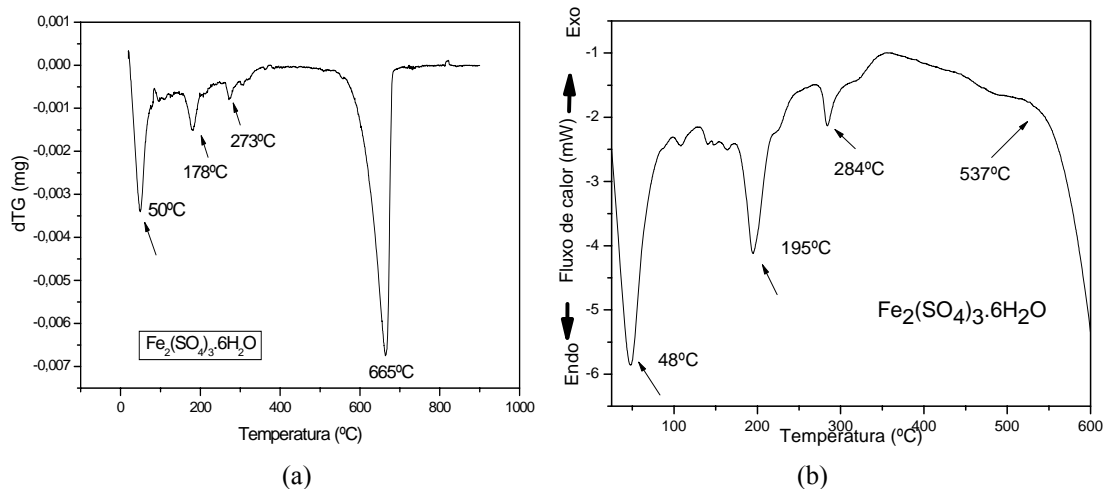 0,001
0,000
-0,001
-0,002
-0,003
-0,004
-0,005
-0,006
-0,007
dTG (mg)
50ºC
178ºC
273ºC
665ºC
Fe2(SO4)3.6H2O
0 200 400 600 800 1000
Temperatura (ºC)
(a)
Exo
Fluxo de calor (mW)
Endo
-1
-2
-3
-4
-5
-6
48ºC
195ºC
284ºC
537ºC
Fe2(SO4)3.6H2O
100 200 300 400 500 600
Temperatura (ºC)
(b)